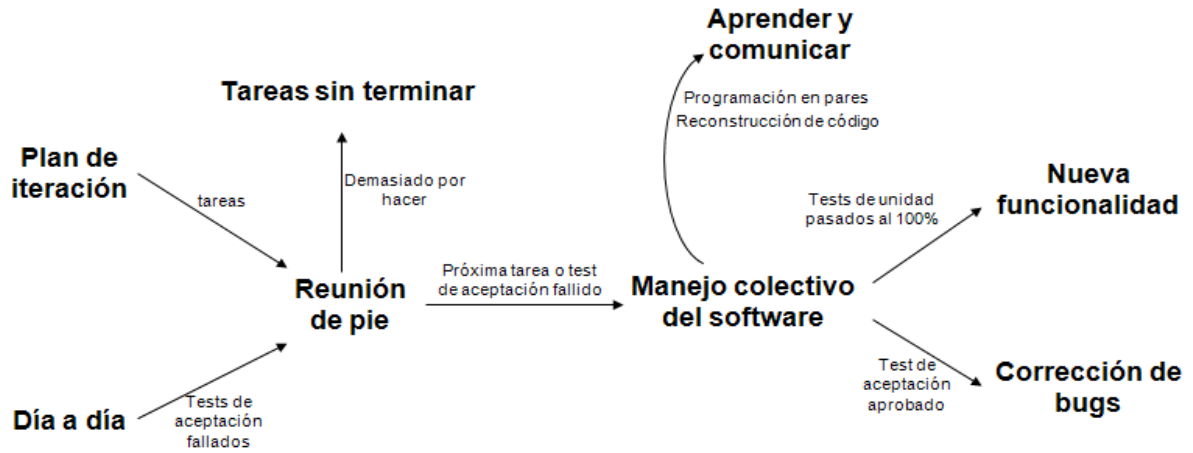 Aprender y
comunicar
Tareas sin terminar
Programación en pares
Reconstrucción de código
Plan de
iteración
tareas
Demasiado por
hacer
Tests de unidad
pasados al 100%
Nueva
funcionalidad
Reunión
de pie
Próxima tarea o test
de aceptación fallido
Manejo colectivo
del software
Día a día
Tests de
aceptación
fallados
Test de
aceptación
aprobado
Corrección de
bugs